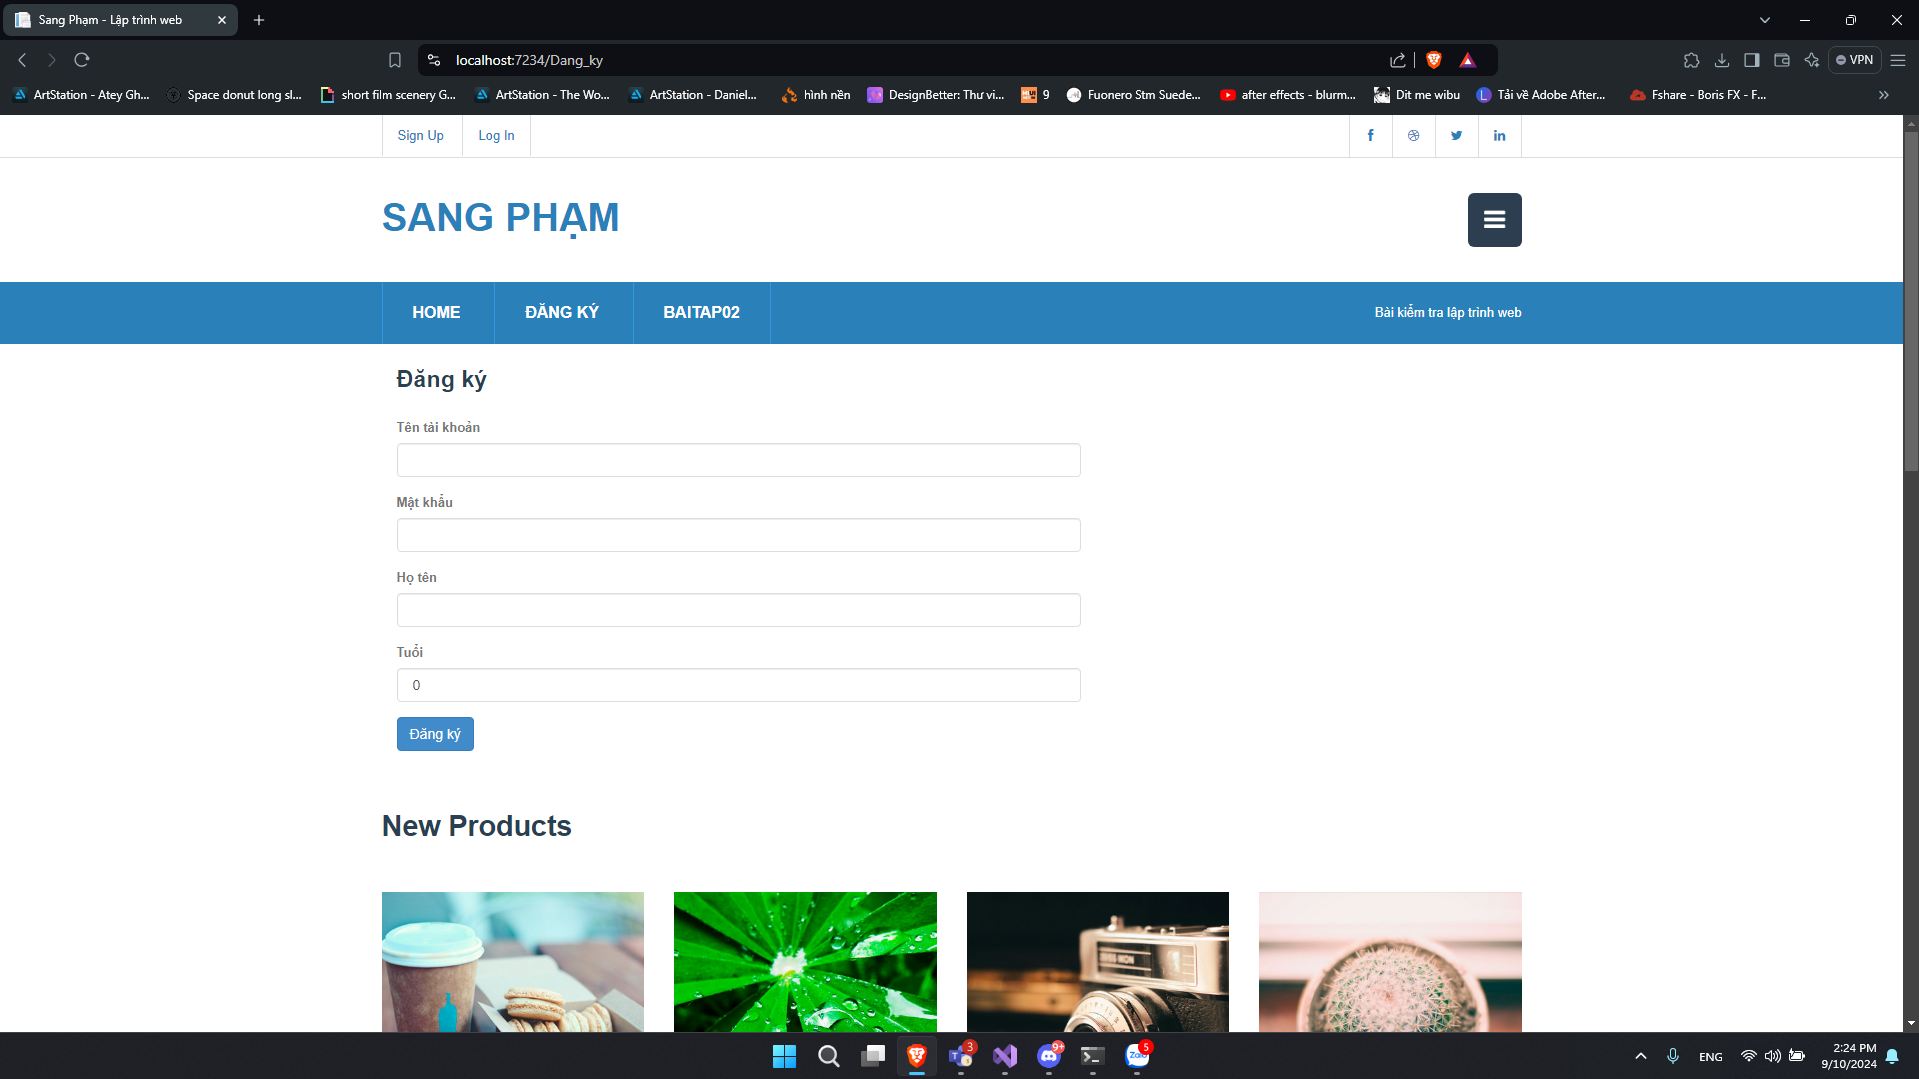 Sang Phạm - Lập trình web
localhost:7234/Dang_ky
VPN
ArtStation - Atey Gh...
Space donut long sl...
short film scenery G...
ArtStation - The Wo...
ArtStation - Daniel...
hình nền
DesignBetter: Thư vi...
9
Fuonero Stm Suede...
after effects - blurm...
Dit me wibu
Tải về Adobe After...
Fshare - Boris FX - F...
Sign Up
Log In
SANG PHẠM
HOME
ĐĂNG KÝ
BAITAP02
Bài kiểm tra lập trình web
Đăng ký
Tên tài khoản
Mật khẩu
Họ tên
Tuổi
0
Đăng ký
New Products
3
9+
Zalo
5
ENG
2:24 PM
9/10/2024